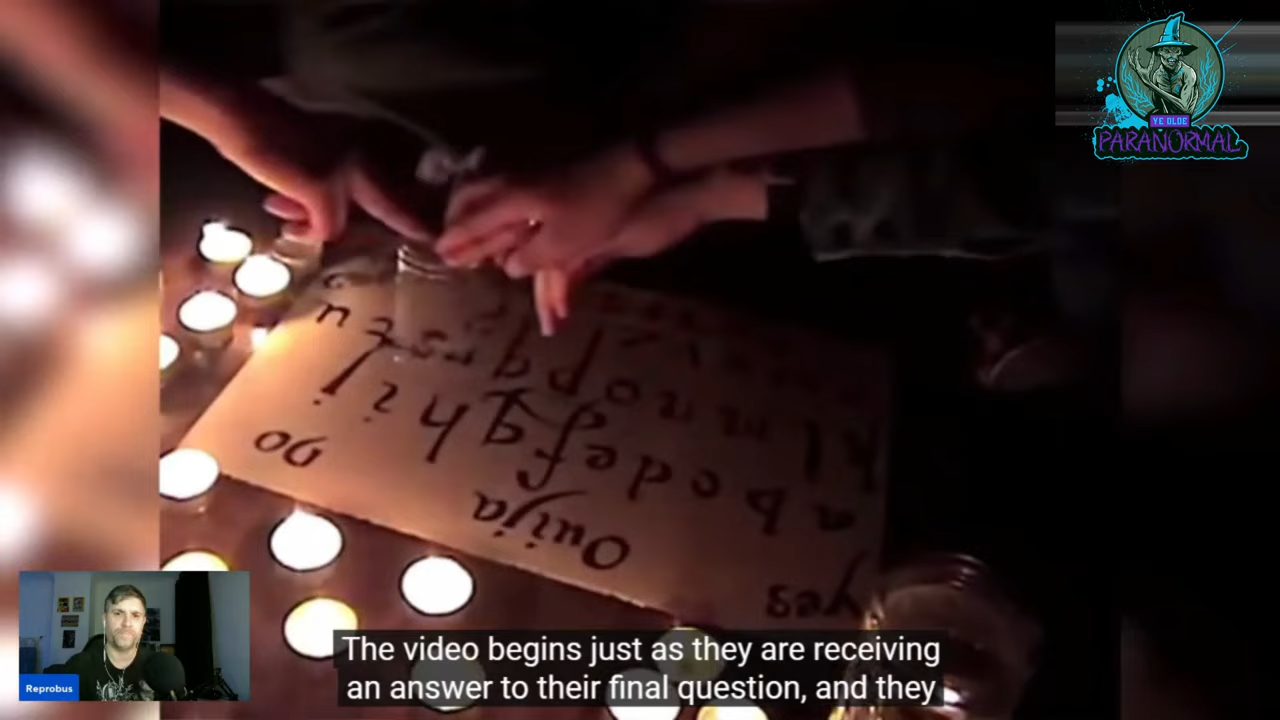 YE OLDE
PARANORMAL
yes Ouija no
a b c d e f g h i j
k l m n o p q r s t u
Reprobus
The video begins just as they are receiving
an answer to their final question, and they